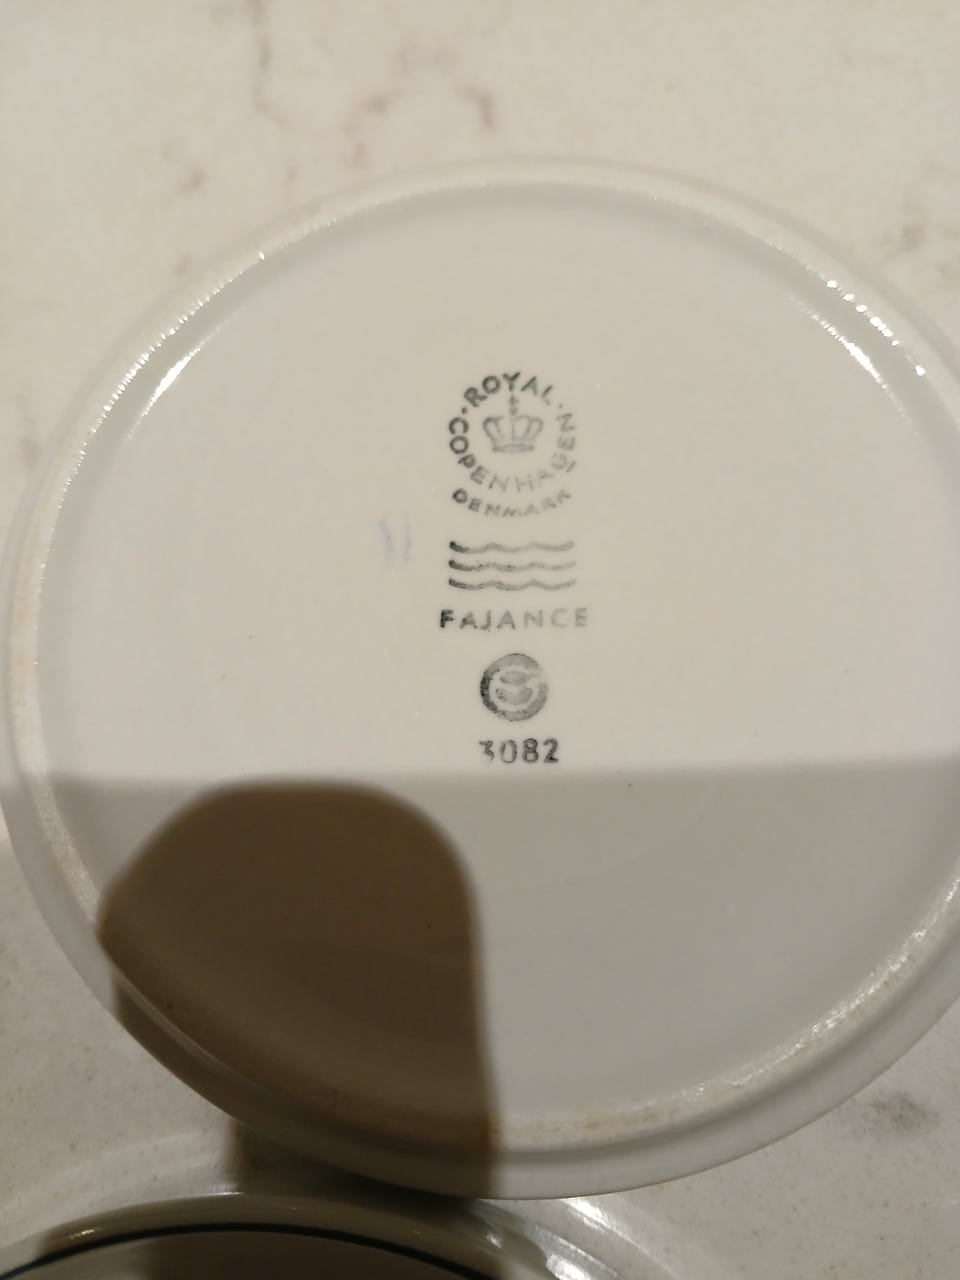 ROYAL
COPENHAGEN
DENMARK
FAJANCE
3082